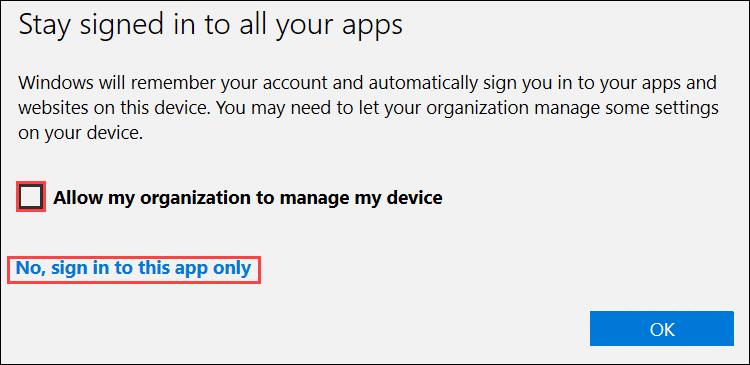 Stay signed in to all your apps
Windows will remember your account and automatically sign you in to your apps and
websites on this device. You may need to let your organization manage some settings
on your device.
Allow my organization to manage my device
No, sign in to this app only
OK